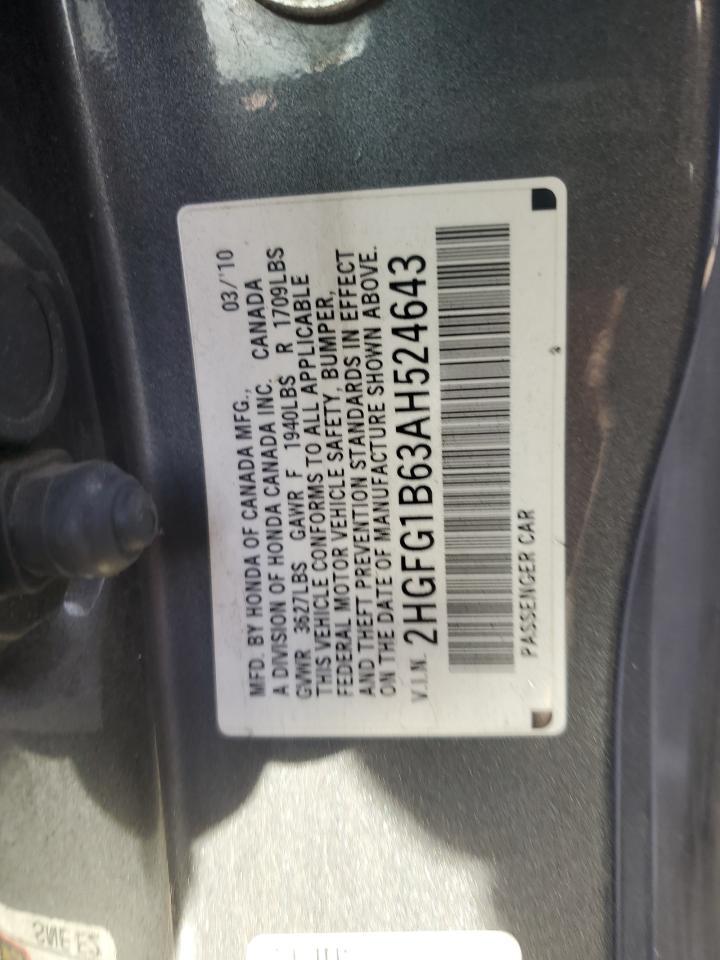 MFD. BY HONDA OF CANADA MFG., 03/'10
A DIVISION OF HONDA CANADA INC. CANADA
GVWR 3627LBS GAWR F 1940LBS R 1709LBS
THIS VEHICLE CONFORMS TO ALL APPLICABLE
FEDERAL MOTOR VEHICLE SAFETY, BUMPER,
AND THEFT PREVENTION STANDARDS IN EFFECT
ON THE DATE OF MANUFACTURE SHOWN ABOVE.
V.I.N. 2HGFG1B63AH524643
PASSENGER CAR